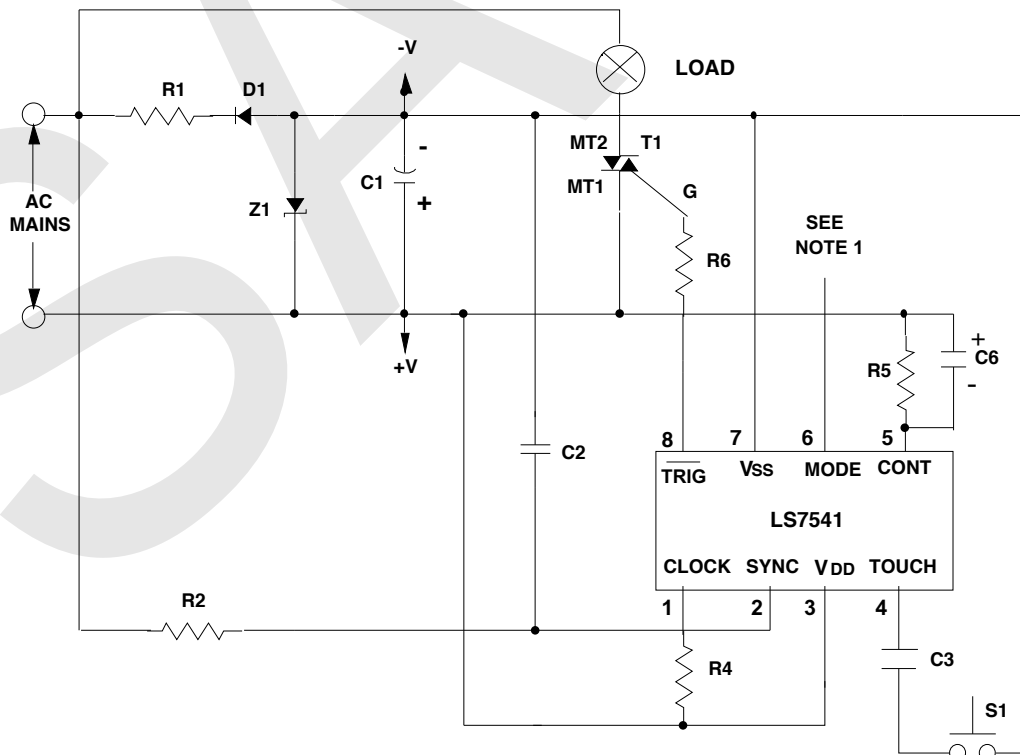 -V
LOAD
R1
D1
MT2
T1
-
C1
+
MT1
G
AC
MAINS
Z1
SEE
NOTE 1
R6
+V
+
C6
R5
-
8
7
6
5
C2
TRIG
VSS
MODE
CONT
LS7541
CLOCK
SYNC
VDD
TOUCH
R2
1
2
3
4
C3
R4
S1